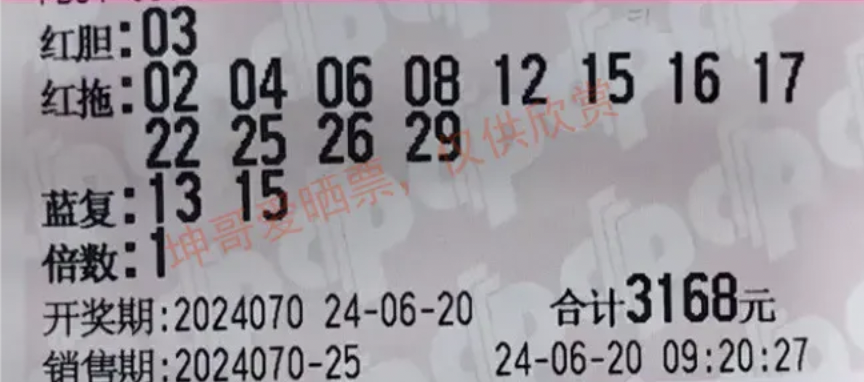 红胆:03
红拖:02 04 06 08 12 15 16 17
22 25 26 29
蓝复:13 15
倍数:1
坤哥爱晒票，仅供欣赏
开奖期:2024070 24-06-20 合计3168元
销售期:2024070-25 24-06-20 09:20:27